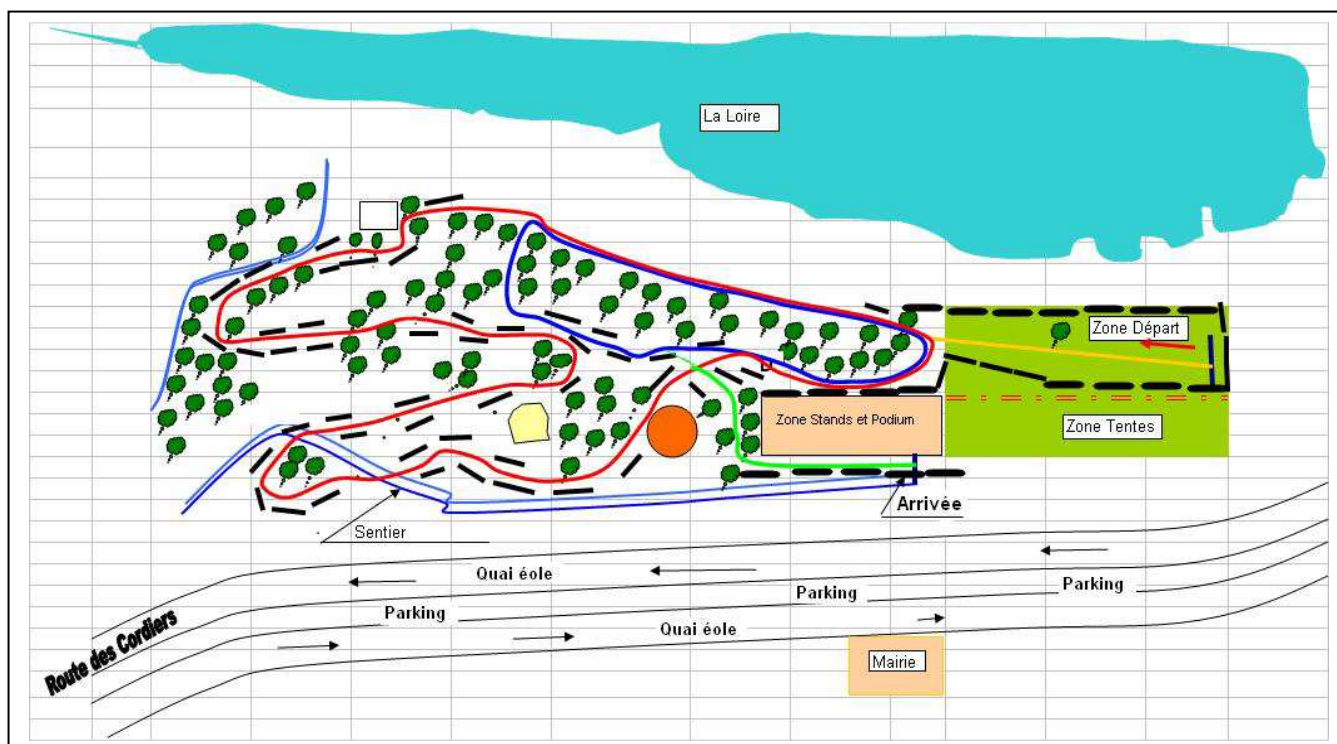 La Loire
Zone Départ
Zone Stands et Podium
Zone Tentes
Arrivée
Sentier
Quai éole
Parking
Parking
Parking
Quai éole
Route des Cordiers
Mairie